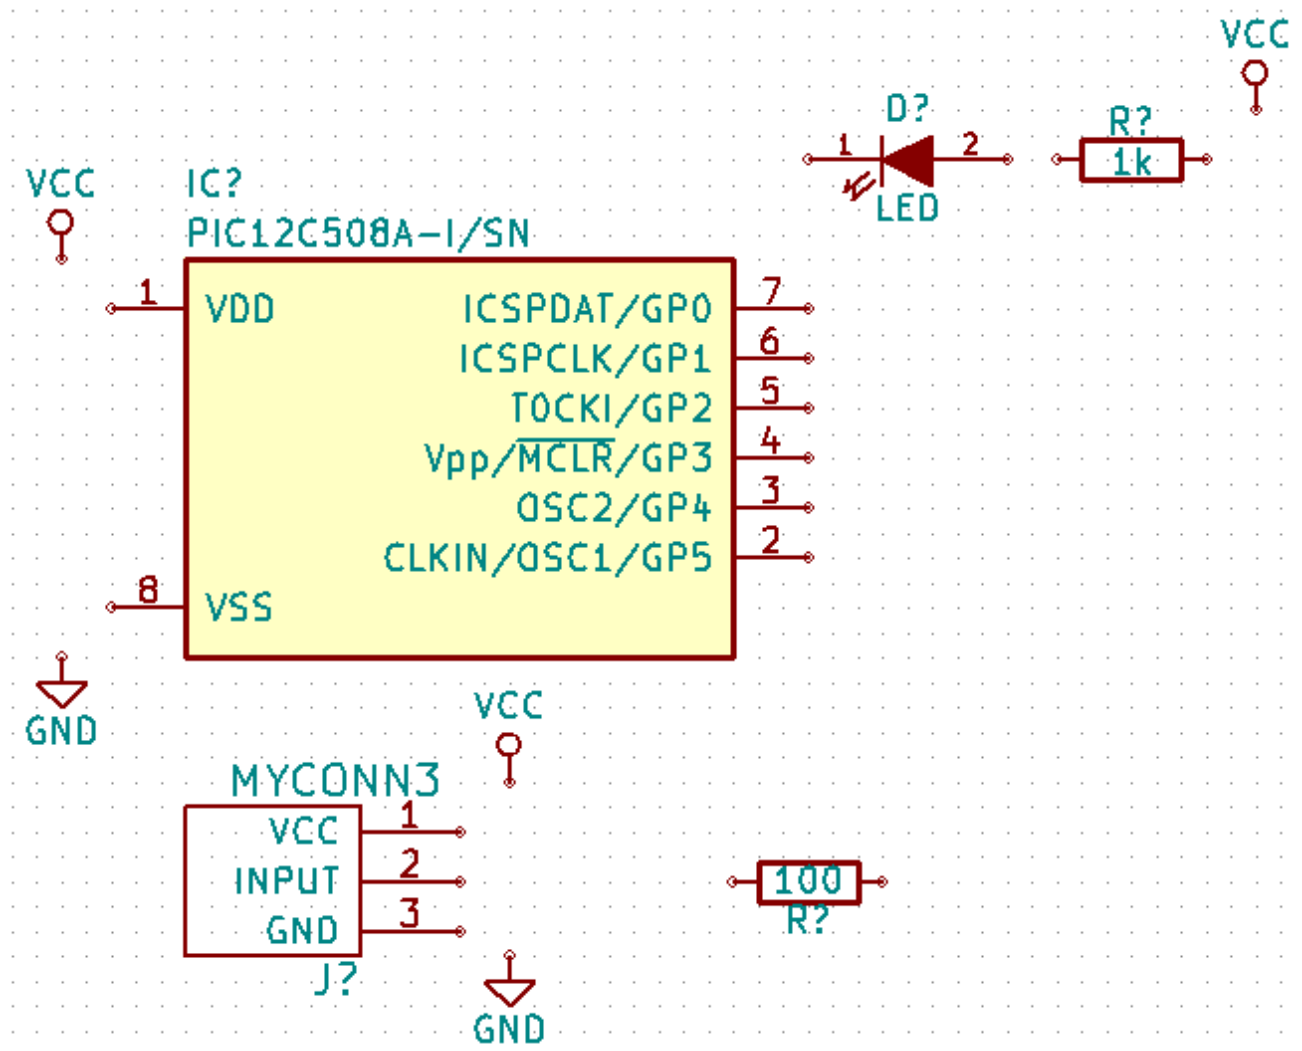 VCC
D?
1
2
LED
R?
1k
VCC
IC?
PIC12C508A-I/SN
1
VDD
ICSPDAT/GP0
7
ICSPCLK/GP1
6
T0CKI/GP2
5
Vpp/MCLR/GP3
4
OSC2/GP4
3
CLKIN/OSC1/GP5
2
8
VSS
GND
VCC
MYCONN3
VCC
1
INPUT
2
GND
3
J?
100
R?
GND